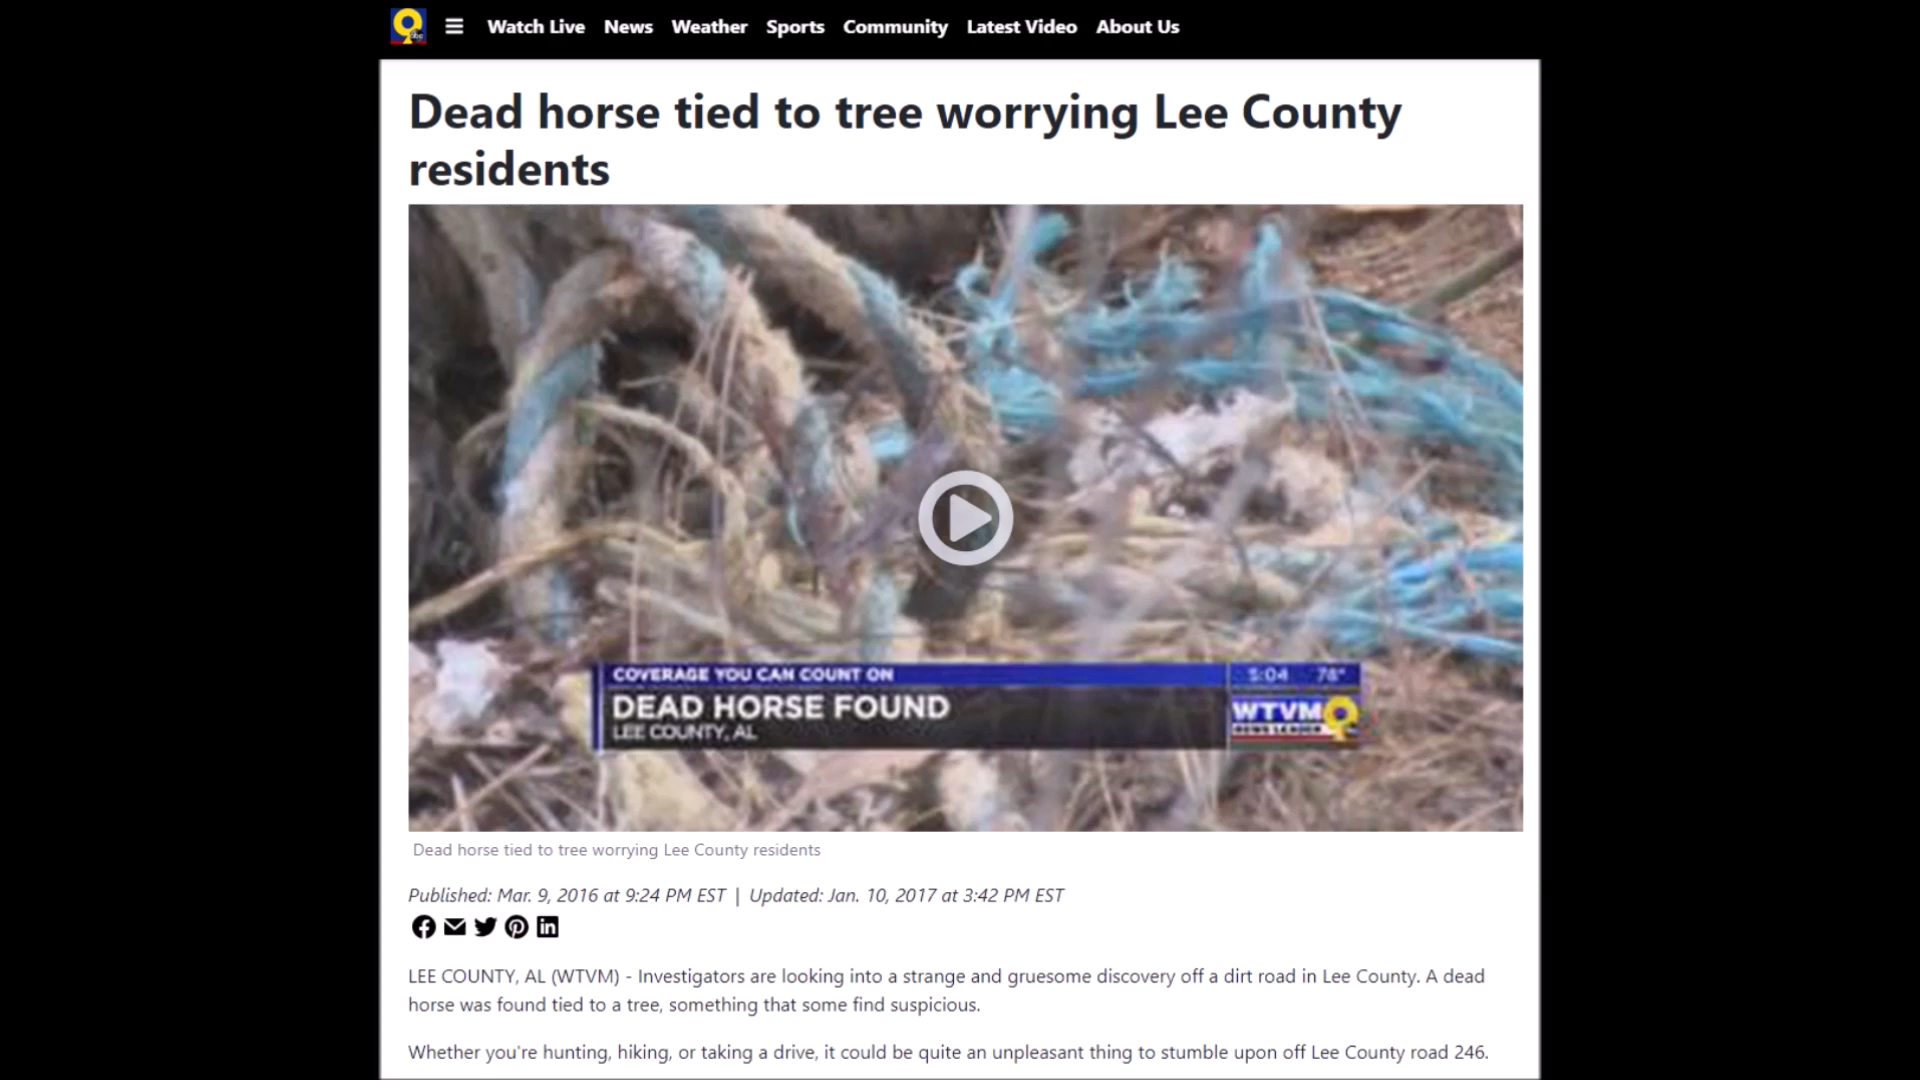 9 abc
Watch Live News Weather Sports Community Latest Video About Us
Dead horse tied to tree worrying Lee County
residents
COVERAGE YOU CAN COUNT ON 5:04 78°
DEAD HORSE FOUND
LEE COUNTY, AL
WTVM 9
NEWS LEADER
Dead horse tied to tree worrying Lee County residents
Published: Mar. 9, 2016 at 9:24 PM EST | Updated: Jan. 10, 2017 at 3:42 PM EST
LEE COUNTY, AL (WTVM) - Investigators are looking into a strange and gruesome discovery off a dirt road in Lee County. A dead
horse was found tied to a tree, something that some find suspicious.
Whether you're hunting, hiking, or taking a drive, it could be quite an unpleasant thing to stumble upon off Lee County road 246.